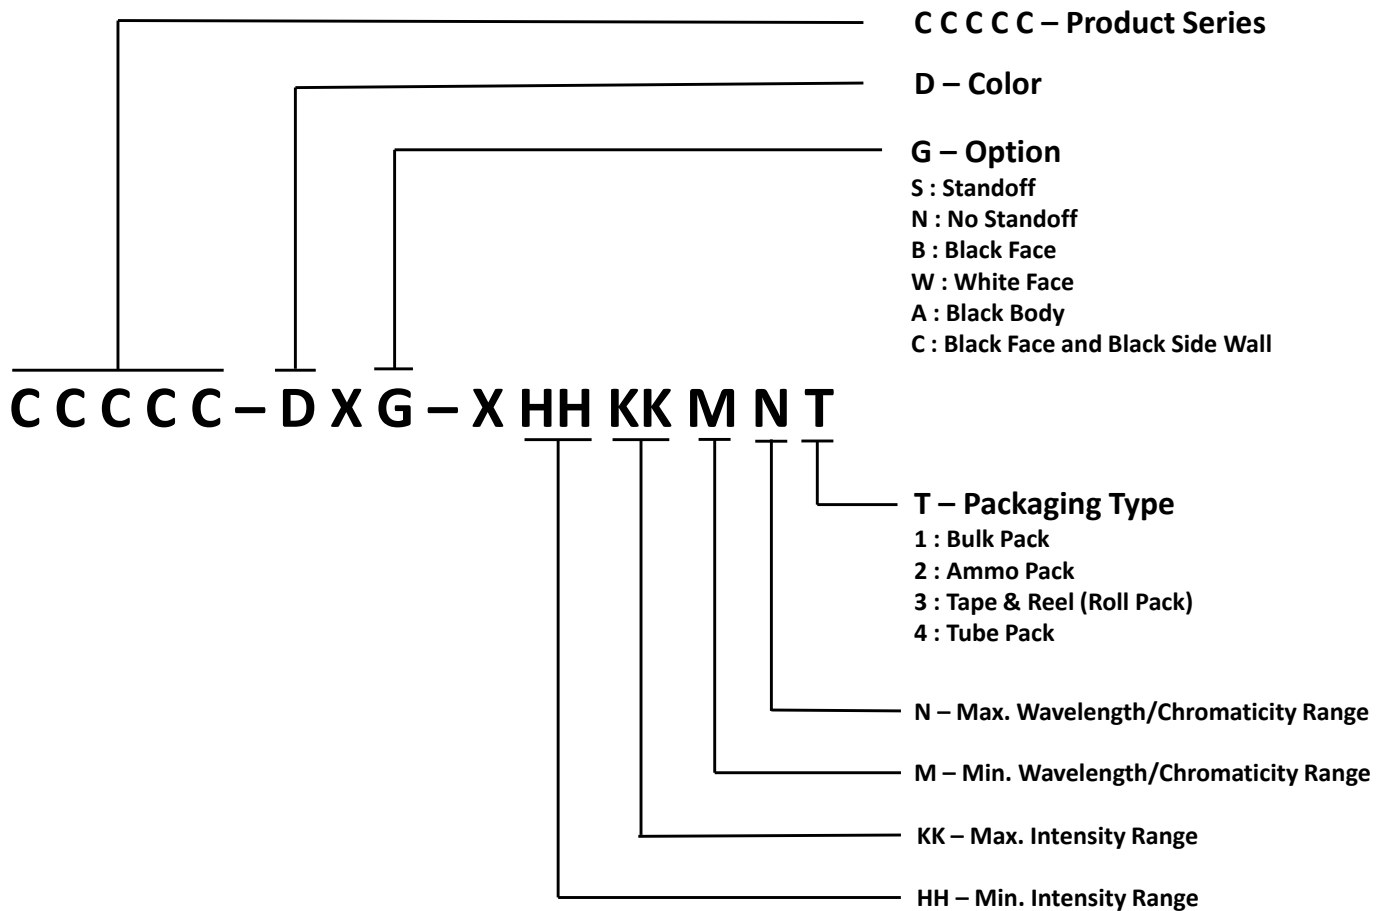 C C C C C – Product Series
D – Color
G – Option
S : Standoff
N : No Standoff
B : Black Face
W : White Face
A : Black Body
C : Black Face and Black Side Wall
C C C C C – D X G – X HH KK M N T
T – Packaging Type
1 : Bulk Pack
2 : Ammo Pack
3 : Tape & Reel (Roll Pack)
4 : Tube Pack
N – Max. Wavelength/Chromaticity Range
M – Min. Wavelength/Chromaticity Range
KK – Max. Intensity Range
HH – Min. Intensity Range